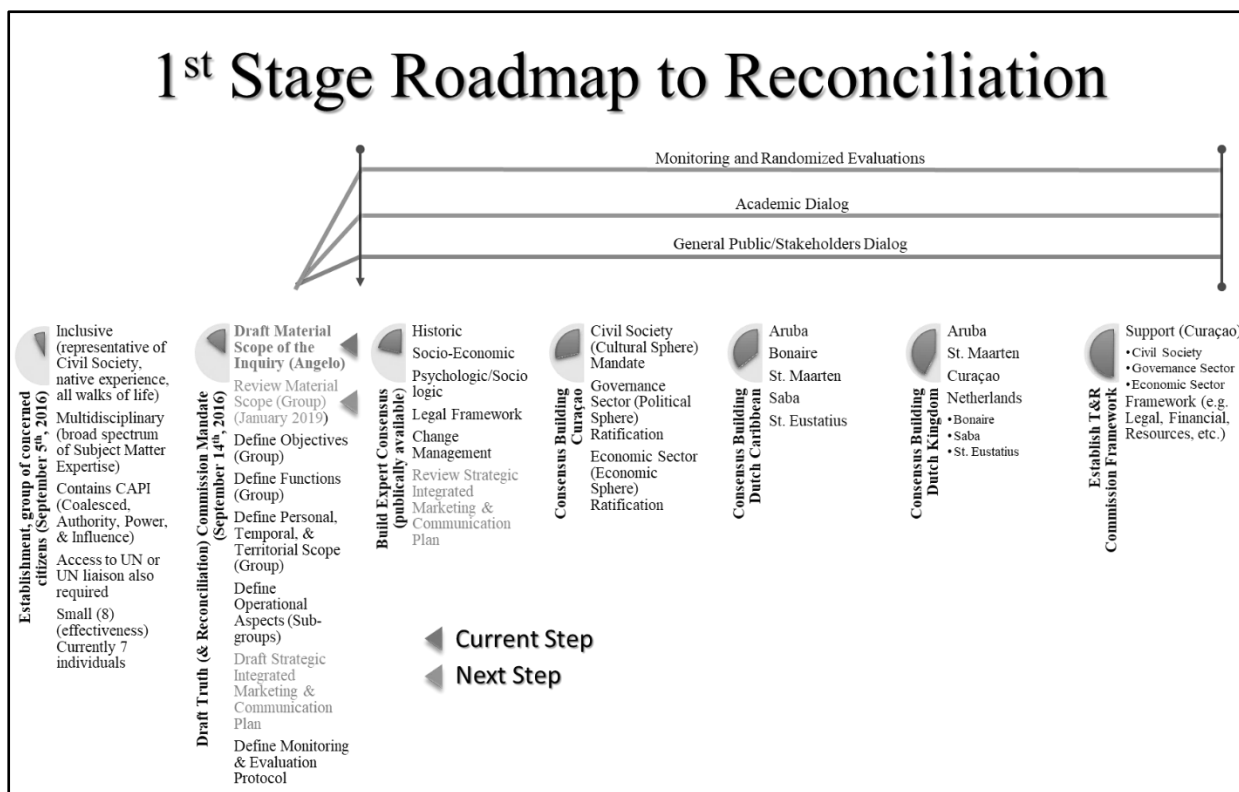 1st Stage Roadmap to Reconciliation
Monitoring and Randomized Evaluations
Academic Dialog
General Public/Stakeholders Dialog
Establishment, group of concerned
citizens (September 5th, 2016)
Inclusive
(representative of
Civil Society,
native experience,
all walks of life)
Multidisciplinary
(broad spectrum
of Subject Matter
Expertise)
Contains CAPI
(Coalesced,
Authority, Power,
& Influence)
Access to UN or
UN liaison also
required
Small (8)
(effectiveness)
Currently 7
individuals
Draft Truth (& Reconciliation) Commission Mandate
(September 14th, 2016)
Draft Material
Scope of the
Inquiry (Angelo)
Review Material
Scope (Group)
(January 2019)
Define Objectives
(Group)
Define Functions
(Group)
Define Personal,
Temporal, &
Territorial Scope
(Group)
Define
Operational
Aspects (Sub-
groups)
Draft Strategic
Integrated
Marketing &
Communication
Plan
Define Monitoring
& Evaluation
Protocol
Build Expert Consensus
(publically available)
Historic
Socio-Economic
Psychologic/Socio
logic
Legal Framework
Change
Management
Review Strategic
Integrated
Marketing &
Communication
Plan
Consensus Building
Curaçao
Civil Society
(Cultural Sphere)
Mandate
Governance
Sector (Political
Sphere)
Ratification
Economic Sector
(Economic
Sphere)
Ratification
Consensus Building
Dutch Caribbean
Aruba
Bonaire
St. Maarten
Saba
St. Eustatius
Consensus Building
Dutch Kingdom
Aruba
St. Maarten
Curaçao
Netherlands
• Bonaire
• Saba
• St. Eustatius
Establish T&R
Commission Framework
Support (Curaçao)
• Civil Society
• Governance Sector
• Economic Sector
Framework (e.g.
Legal, Financial,
Resources, etc.)
Current Step
Next Step